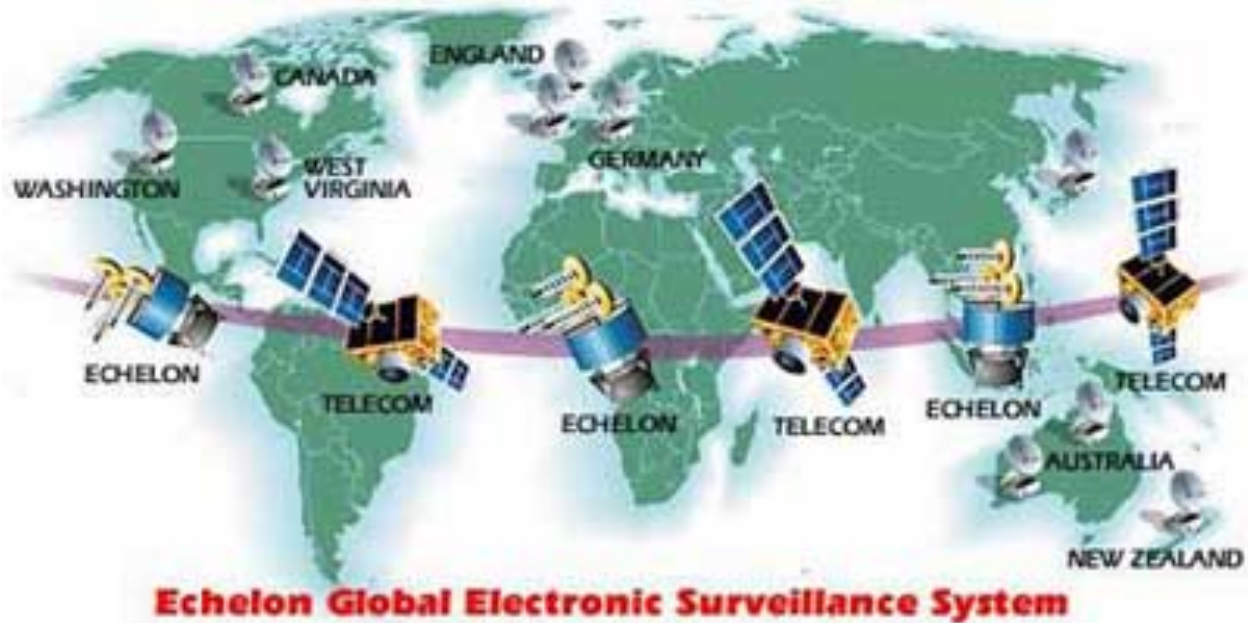 ENGLAND
CANADA
WASHINGTON
WEST
VIRGINIA
GERMANY
ECHELON
TELECOM
ECHELON
TELECOM
ECHELON
TELECOM
AUSTRALIA
NEW ZEALAND
Echelon Global Electronic Surveillance System